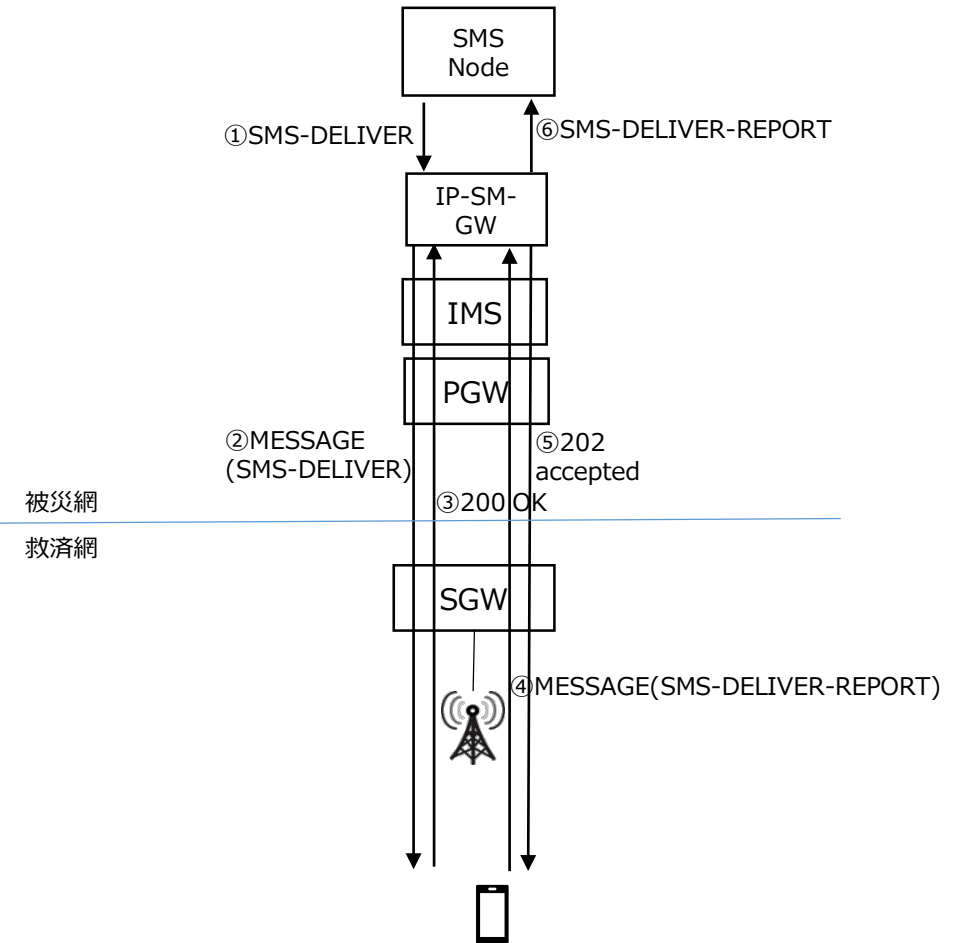 SMS
Node
①SMS-DELIVER
⑥SMS-DELIVER-REPORT
IP-SM-
GW
IMS
PGW
②MESSAGE
(SMS-DELIVER)
⑤202
accepted
③200 OK
被災網
救済網
SGW
④MESSAGE(SMS-DELIVER-REPORT)